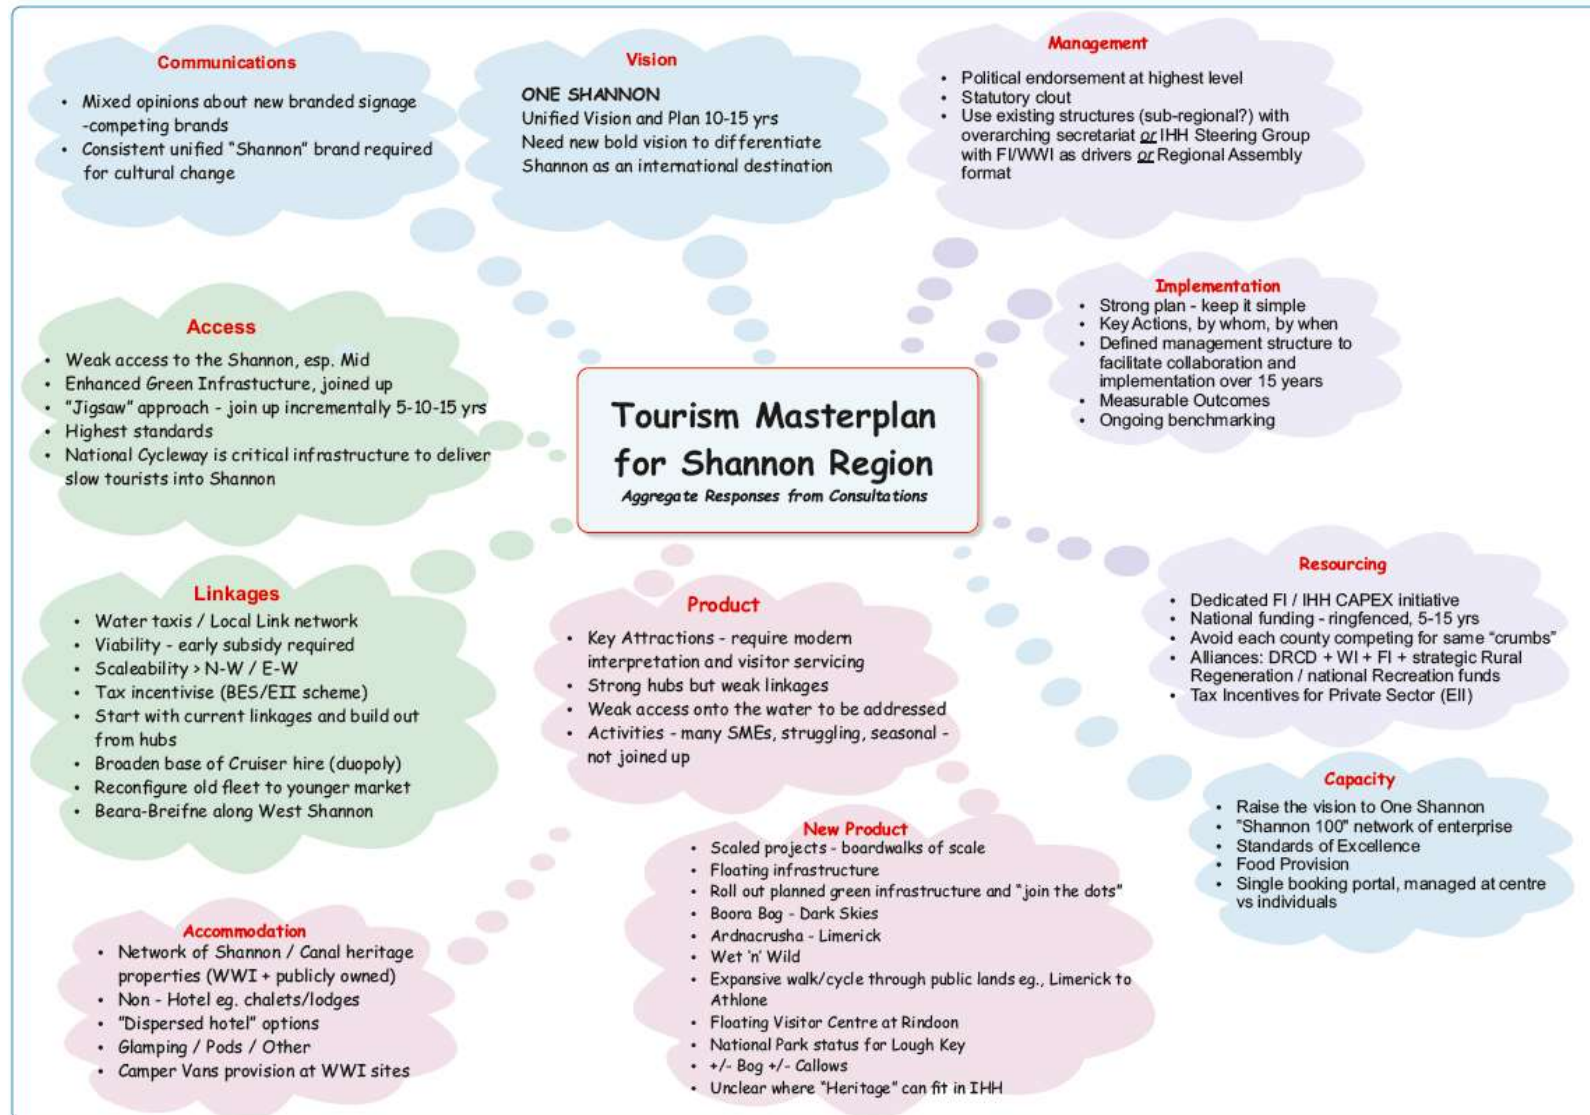 Communications
• Mixed opinions about new branded signage
-competing brands
• Consistent unified “Shannon” brand required
for cultural change
Vision
ONE SHANNON
Unified Vision and Plan 10-15 yrs
Need new bold vision to differentiate
Shannon as an international destination
Management
• Political endorsement at highest level
• Statutory clout
• Use existing structures (sub-regional?) with
overarching secretariat or IHH Steering Group
with FI/WWI as drivers or Regional Assembly
format
Implementation
• Strong plan - keep it simple
• Key Actions, by whom, by when
• Defined management structure to
facilitate collaboration and
implementation over 15 years
• Measurable Outcomes
• Ongoing benchmarking
Access
• Weak access to the Shannon, esp. Mid
• Enhanced Green Infrastucture, joined up
• "Jigsaw" approach - join up incrementally 5-10-15 yrs
• Highest standards
• National Cycleway is critical infrastructure to deliver
slow tourists into Shannon
Tourism Masterplan
for Shannon Region
Aggregate Responses from Consultations
Linkages
• Water taxis / Local Link network
• Viability - early subsidy required
• Scaleability > N-W / E-W
• Tax incentivise (BES/EII scheme)
• Start with current linkages and build out
from hubs
• Broaden base of Cruiser hire (duopoly)
• Reconfigure old fleet to younger market
• Beara-Breifne along West Shannon
Product
• Key Attractions - require modern
interpretation and visitor servicing
• Strong hubs but weak linkages
• Weak access onto the water to be addressed
• Activities - many SMEs, struggling, seasonal -
not joined up
Resourcing
• Dedicated FI / IHH CAPEX initiative
• National funding - ringfenced, 5-15 yrs
• Avoid each county competing for same “crumbs”
• Alliances: DRCD + WI + FI + strategic Rural
Regeneration / national Recreation funds
• Tax Incentives for Private Sector (EII)
Capacity
• Raise the vision to One Shannon
• "Shannon 100" network of enterprise
• Standards of Excellence
• Food Provision
• Single booking portal, managed at centre
vs individuals
New Product
• Scaled projects - boardwalks of scale
• Floating infrastructure
• Roll out planned green infrastructure and “join the dots”
• Boora Bog - Dark Skies
• Ardnacrusha - Limerick
• Wet ‘n’ Wild
• Expansive walk/cycle through public lands eg., Limerick to
Athlone
• Floating Visitor Centre at Rindoon
• National Park status for Lough Key
• +/- Bog +/- Callows
• Unclear where “Heritage” can fit in IHH
Accommodation
• Network of Shannon / Canal heritage
properties (WWI + publicly owned)
• Non - Hotel eg. chalets/lodges
• "Dispersed hotel" options
• Glamping / Pods / Other
• Camper Vans provision at WWI sites